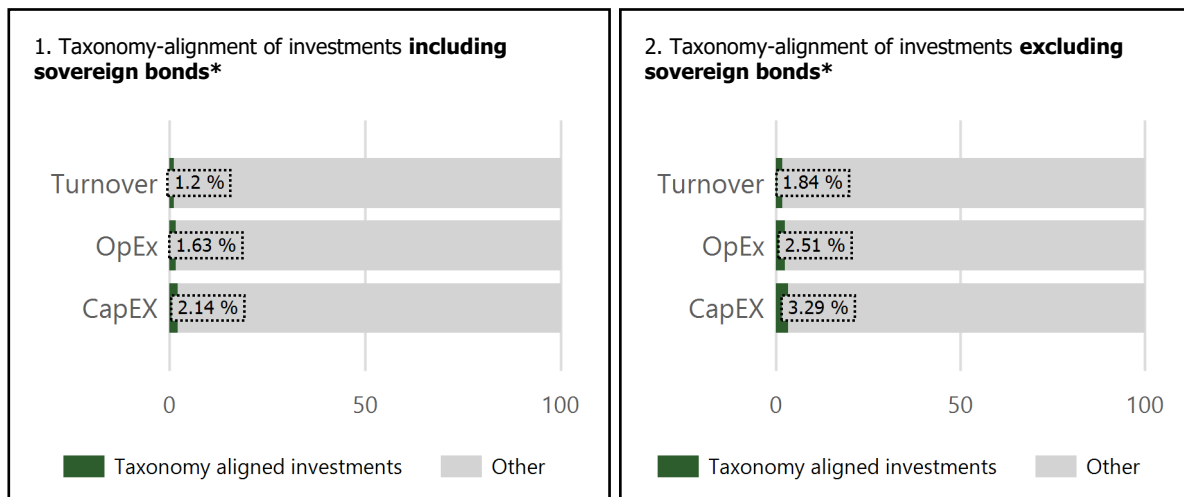 1. Taxonomy-alignment of investments including
sovereign bonds*
Turnover
1.2 %
OpEx
1.63 %
CapEX
2.14 %
0
50
100
Taxonomy aligned investments
Other
2. Taxonomy-alignment of investments excluding
sovereign bonds*
Turnover
1.84 %
OpEx
2.51 %
CapEX
3.29 %
0
50
100
Taxonomy aligned investments
Other